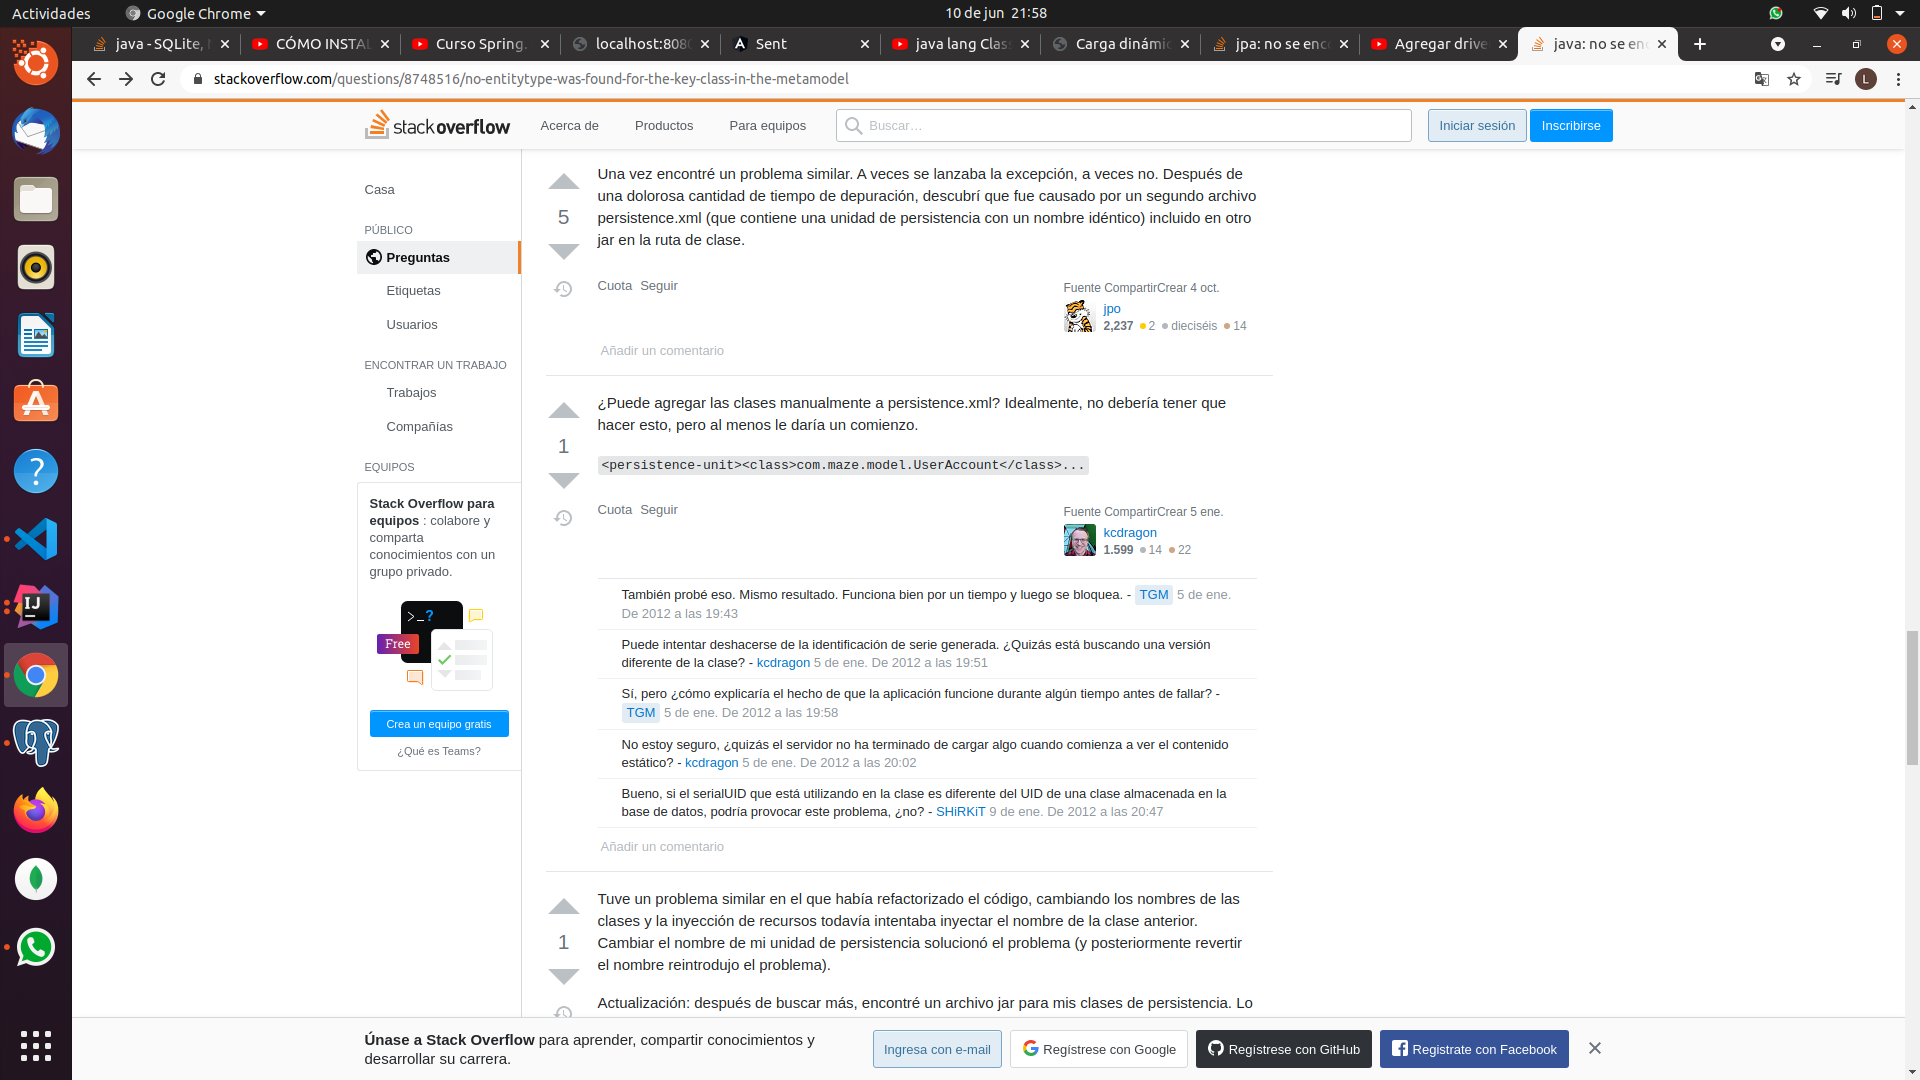 Actividades
Google Chrome
10 de jun 21:58
java - SQLite,
CÓMO INSTAL
Curso Spring.
localhost:8080
Sent
java lang Clas
Carga dinámic
jpa: no se enc
Agregar drive
java: no se en
stackoverflow.com/questions/8748516/no-entitytype-was-found-for-the-key-class-in-the-metamodel
L
stack overflow
Acerca de
Productos
Para equipos
Buscar…
Iniciar sesión
Inscribirse
Casa
PÚBLICO
Preguntas
Etiquetas
Usuarios
ENCONTRAR UN TRABAJO
Trabajos
Compañías
EQUIPOS
Stack Overflow para
equipos : colabore y
comparta
conocimientos con un
grupo privado.
>_?
Free
Crea un equipo gratis
¿Qué es Teams?
Una vez encontré un problema similar. A veces se lanzaba la excepción, a veces no. Después de
una dolorosa cantidad de tiempo de depuración, descubrí que fue causado por un segundo archivo
persistence.xml (que contiene una unidad de persistencia con un nombre idéntico) incluido en otro
jar en la ruta de clase.
5
Cuota Seguir
Fuente CompartirCrear 4 oct.
jpo
2,237 2 dieciséis 14
Añadir un comentario
¿Puede agregar las clases manualmente a persistence.xml? Idealmente, no debería tener que
hacer esto, pero al menos le daría un comienzo.
1
<persistence-unit><class>com.maze.model.UserAccount</class>...
Cuota Seguir
Fuente CompartirCrear 5 ene.
kcdragon
1.599 14 22
También probé eso. Mismo resultado. Funciona bien por un tiempo y luego se bloquea. - TGM 5 de ene.
De 2012 a las 19:43
Puede intentar deshacerse de la identificación de serie generada. ¿Quizás está buscando una versión
diferente de la clase? - kcdragon 5 de ene. De 2012 a las 19:51
Sí, pero ¿cómo explicaría el hecho de que la aplicación funcione durante algún tiempo antes de fallar? -
TGM 5 de ene. De 2012 a las 19:58
No estoy seguro, ¿quizás el servidor no ha terminado de cargar algo cuando comienza a ver el contenido
estático? - kcdragon 5 de ene. De 2012 a las 20:02
Bueno, si el serialUID que está utilizando en la clase es diferente del UID de una clase almacenada en la
base de datos, podría provocar este problema, ¿no? - SHiRKiT 9 de ene. De 2012 a las 20:47
Añadir un comentario
Tuve un problema similar en el que había refactorizado el código, cambiando los nombres de las
clases y la inyección de recursos todavía intentaba inyectar el nombre de la clase anterior.
Cambiar el nombre de mi unidad de persistencia solucionó el problema (y posteriormente revertir
el nombre reintrodujo el problema).
1
Actualización: después de buscar más, encontré un archivo jar para mis clases de persistencia. Lo
Únase a Stack Overflow para aprender, compartir conocimientos y
desarrollar su carrera.
Ingresa con e-mail
Regístrese con Google
Regístrese con GitHub
Registrate con Facebook